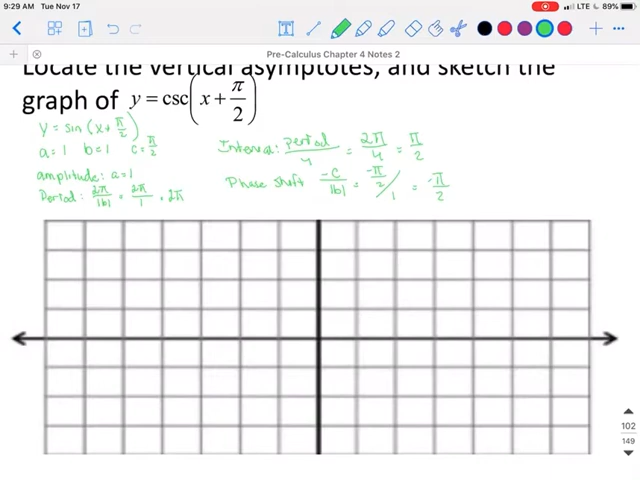 9:29 AM Tue Nov 17
LTE 89%
Pre-Calculus Chapter 4 Notes 2
Locate the vertical asymptotes, and sketch the
graph of y = csc(x + π/2)
y = sin (x + π/2)
a = 1 b = 1 c = π/2
amplitude: a = 1
Period: 2π/|b| = 2π/1 = 2π
Interval: period/4 = 2π/4 = π/2
Phase Shift -c/|b| = -π/2 / 1 = -π/2
102
149